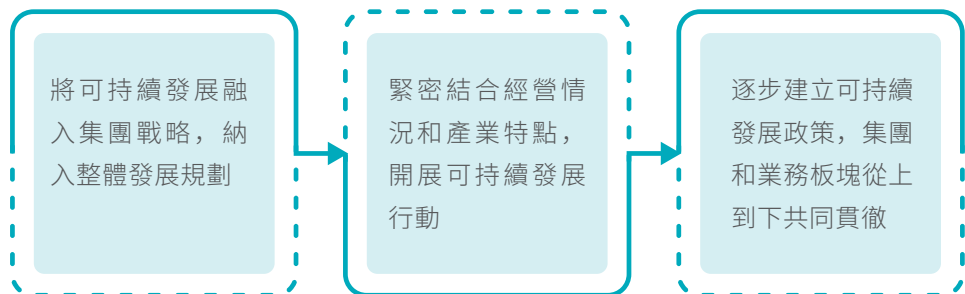 將可持續發展融
入集團戰略，納
入整體發展規劃
緊密結合經營情
況和產業特點，
開展可持續發展
行動
逐步建立可持續
發展政策，集團
和業務板塊從上
到下共同貫徹